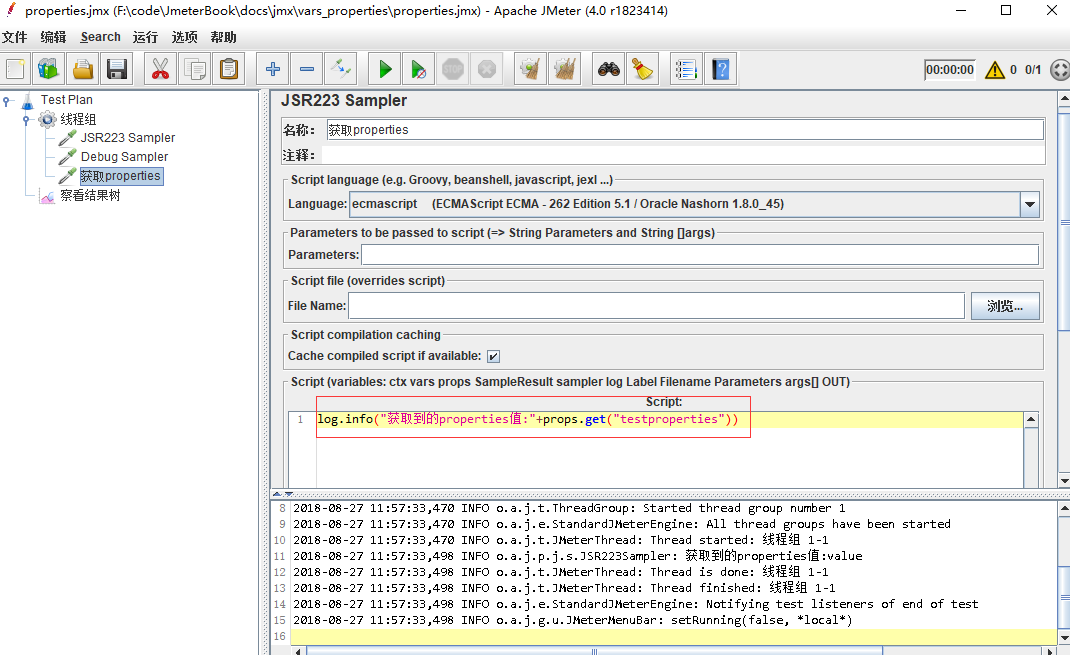 properties.jmx (F:\code\JmeterBook\docs\jmx\vars_properties\properties.jmx) - Apache JMeter (4.0 r1823414)
文件 编辑 Search 运行 选项 帮助
STOP 00:00:00 0 0/1
Test Plan
线程组
JSR223 Sampler
Debug Sampler
获取properties
察看结果树
JSR223 Sampler
名称： 获取properties
注释：
Script language (e.g. Groovy, beanshell, javascript, jexl ...)
Language: ecmascript (ECMAScript ECMA - 262 Edition 5.1 / Oracle Nashorn 1.8.0_45)
Parameters to be passed to script (=> String Parameters and String []args)
Parameters:
Script file (overrides script)
File Name: 浏览...
Script compilation caching
Cache compiled script if available:
Script (variables: ctx vars props SampleResult sampler log Label Filename Parameters args[] OUT)
Script:
1 log.info("获取到的properties值:"+props.get("testproperties"))
8 2018-08-27 11:57:33,470 INFO o.a.j.t.ThreadGroup: Started thread group number 1
9 2018-08-27 11:57:33,470 INFO o.a.j.e.StandardJMeterEngine: All thread groups have been started
10 2018-08-27 11:57:33,470 INFO o.a.j.t.JMeterThread: Thread started: 线程组 1-1
11 2018-08-27 11:57:33,498 INFO o.a.j.p.j.s.JSR223Sampler: 获取到的properties值:value
12 2018-08-27 11:57:33,498 INFO o.a.j.t.JMeterThread: Thread is done: 线程组 1-1
13 2018-08-27 11:57:33,498 INFO o.a.j.t.JMeterThread: Thread finished: 线程组 1-1
14 2018-08-27 11:57:33,498 INFO o.a.j.e.StandardJMeterEngine: Notifying test listeners of end of test
15 2018-08-27 11:57:33,498 INFO o.a.j.g.u.JMeterMenuBar: setRunning(false, *local*)
16